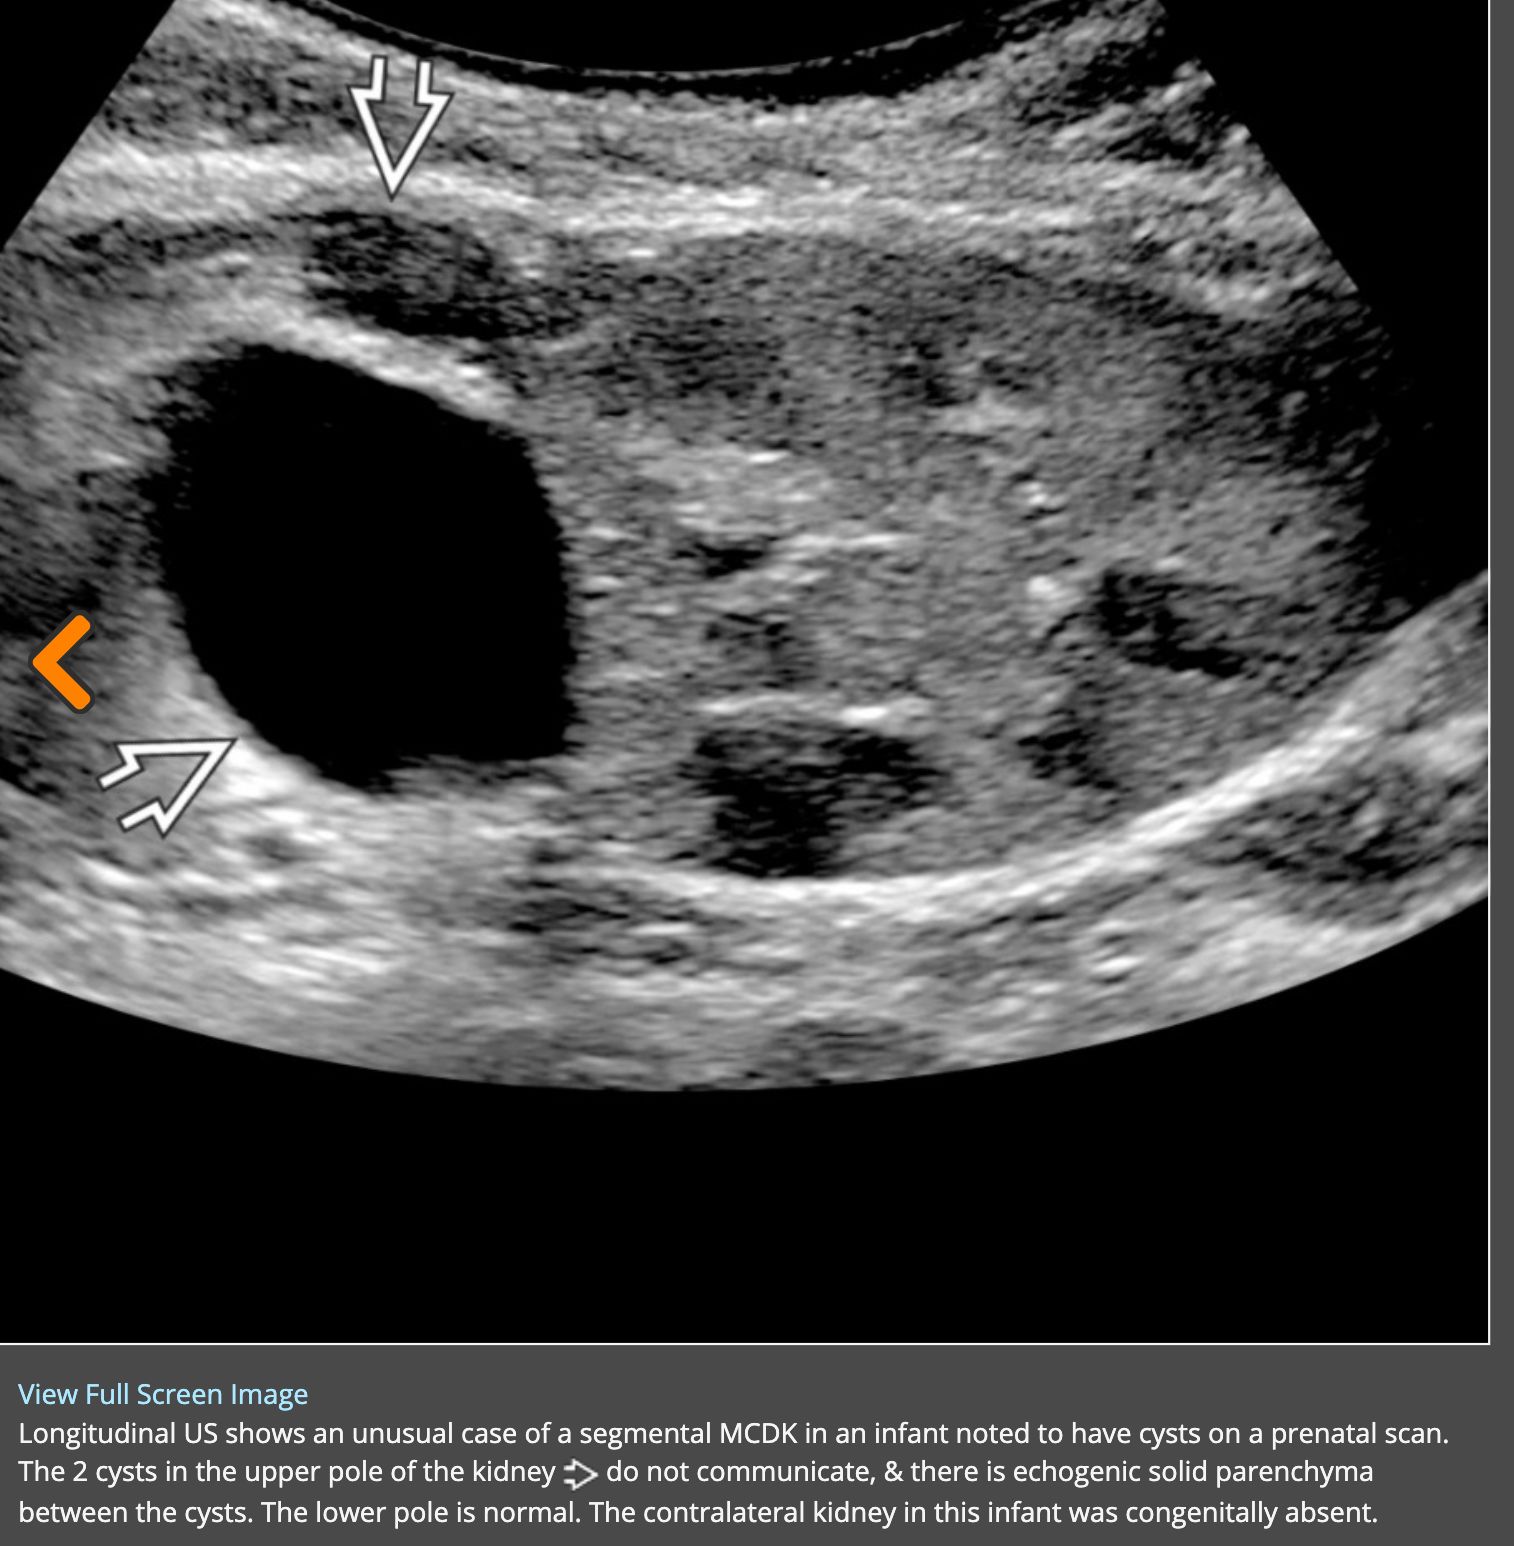 View Full Screen Image
Longitudinal US shows an unusual case of a segmental MCDK in an infant noted to have cysts on a prenatal scan.
The 2 cysts in the upper pole of the kidney do not communicate, & there is echogenic solid parenchyma
between the cysts. The lower pole is normal. The contralateral kidney in this infant was congenitally absent.